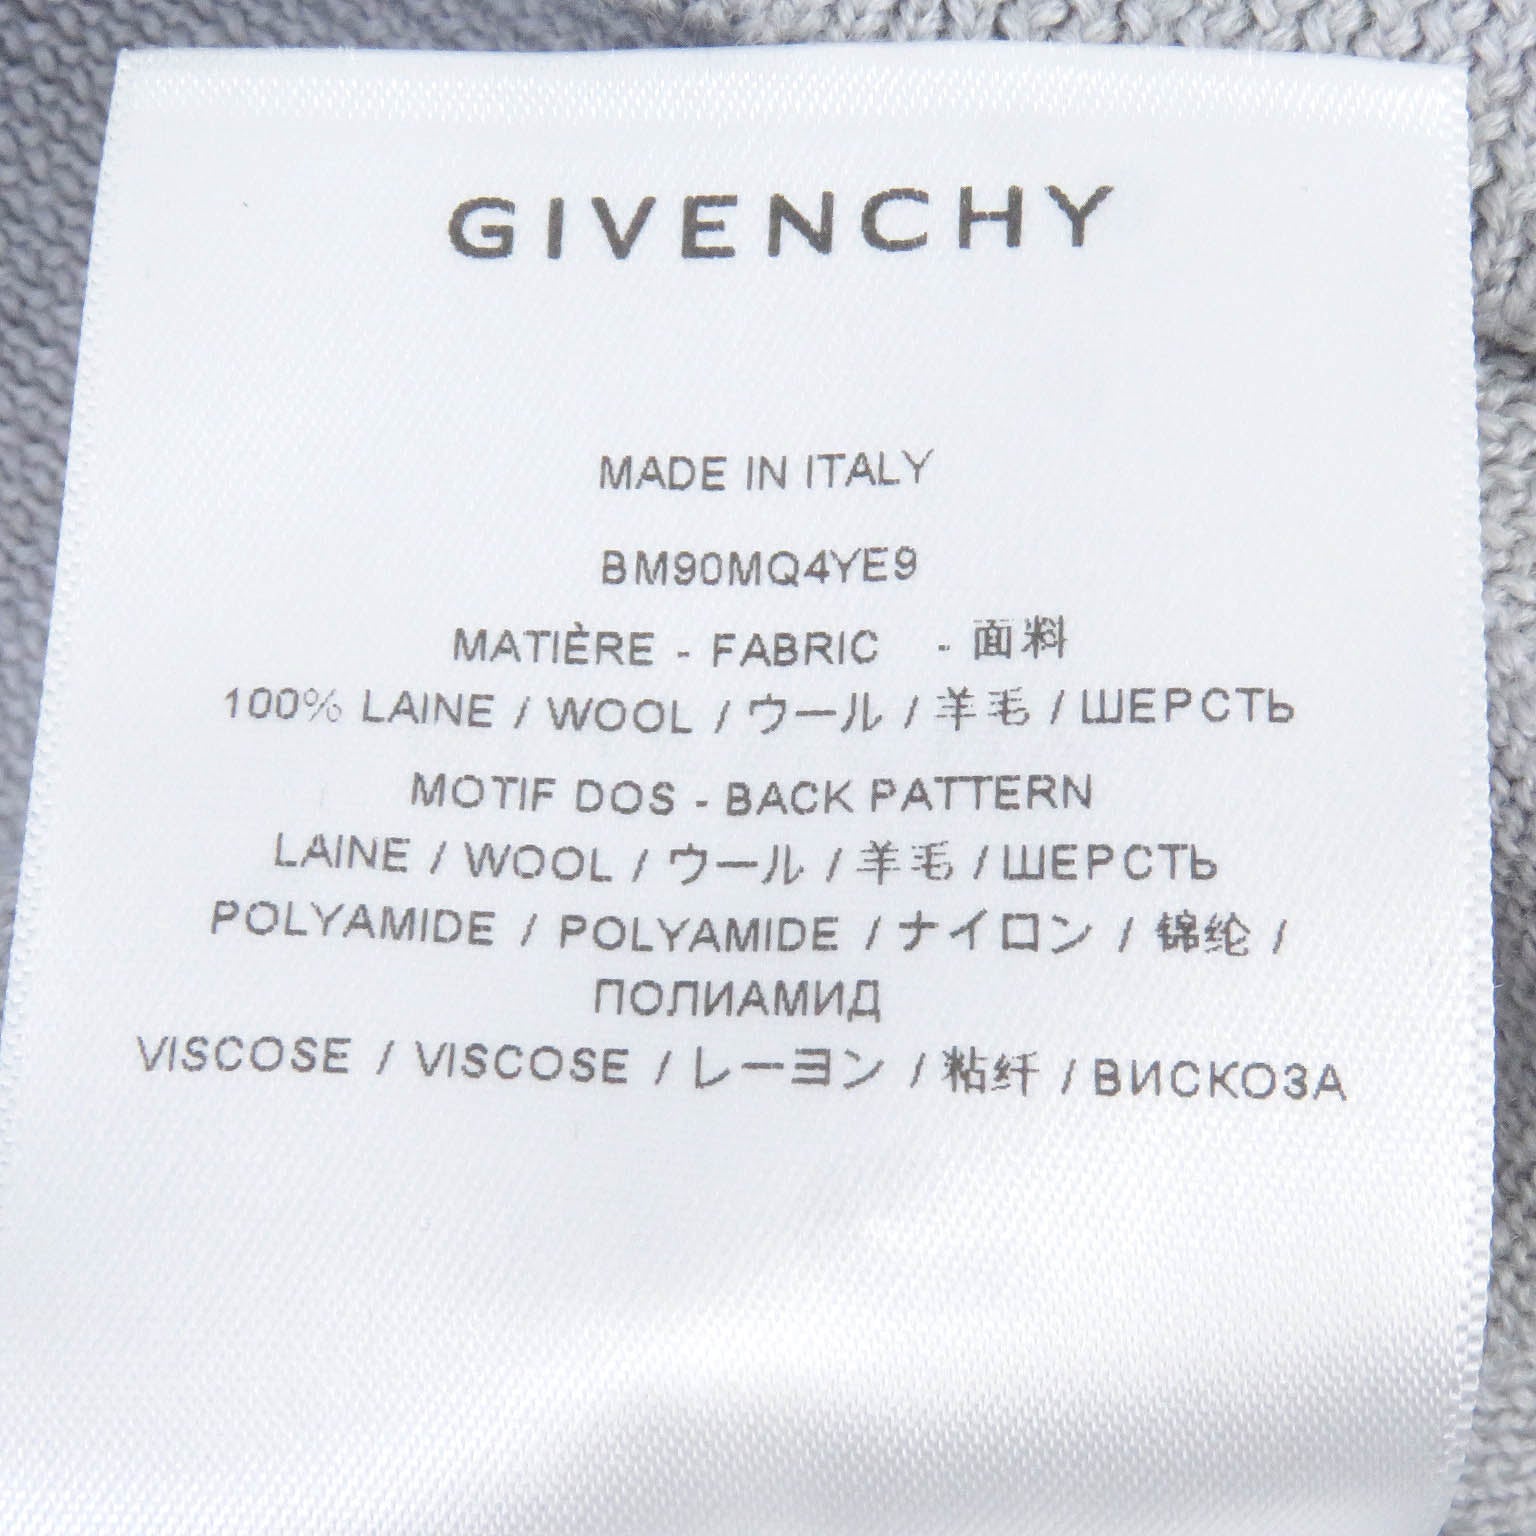 GIVENCHY
MADE IN ITALY
BM90MQ4YE9
MATIÈRE - FABRIC - 面料
100% LAINE / WOOL / ウール / 羊毛 / ШЕРСТЬ
MOTIF DOS - BACK PATTERN
LAINE / WOOL / ウール / 羊毛 / ШЕРСТЬ
POLYAMIDE / POLYAMIDE / ナイロン / 锦纶 /
ПОЛИАМИД
VISCOSE / VISCOSE / レーヨン / 粘纤 / ВИСКОЗА